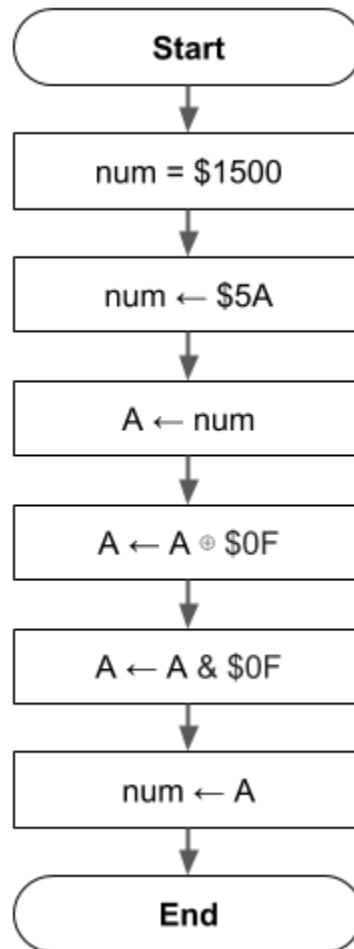 Start
num = $1500
num ← $5A
A ← num
A ← A ⊕ $0F
A ← A & $0F
num ← A
End